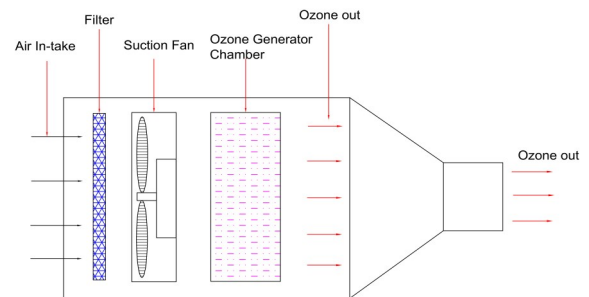 Ozone out
Filter
Air In-take
Suction Fan
Ozone Generator
Chamber
Ozone out